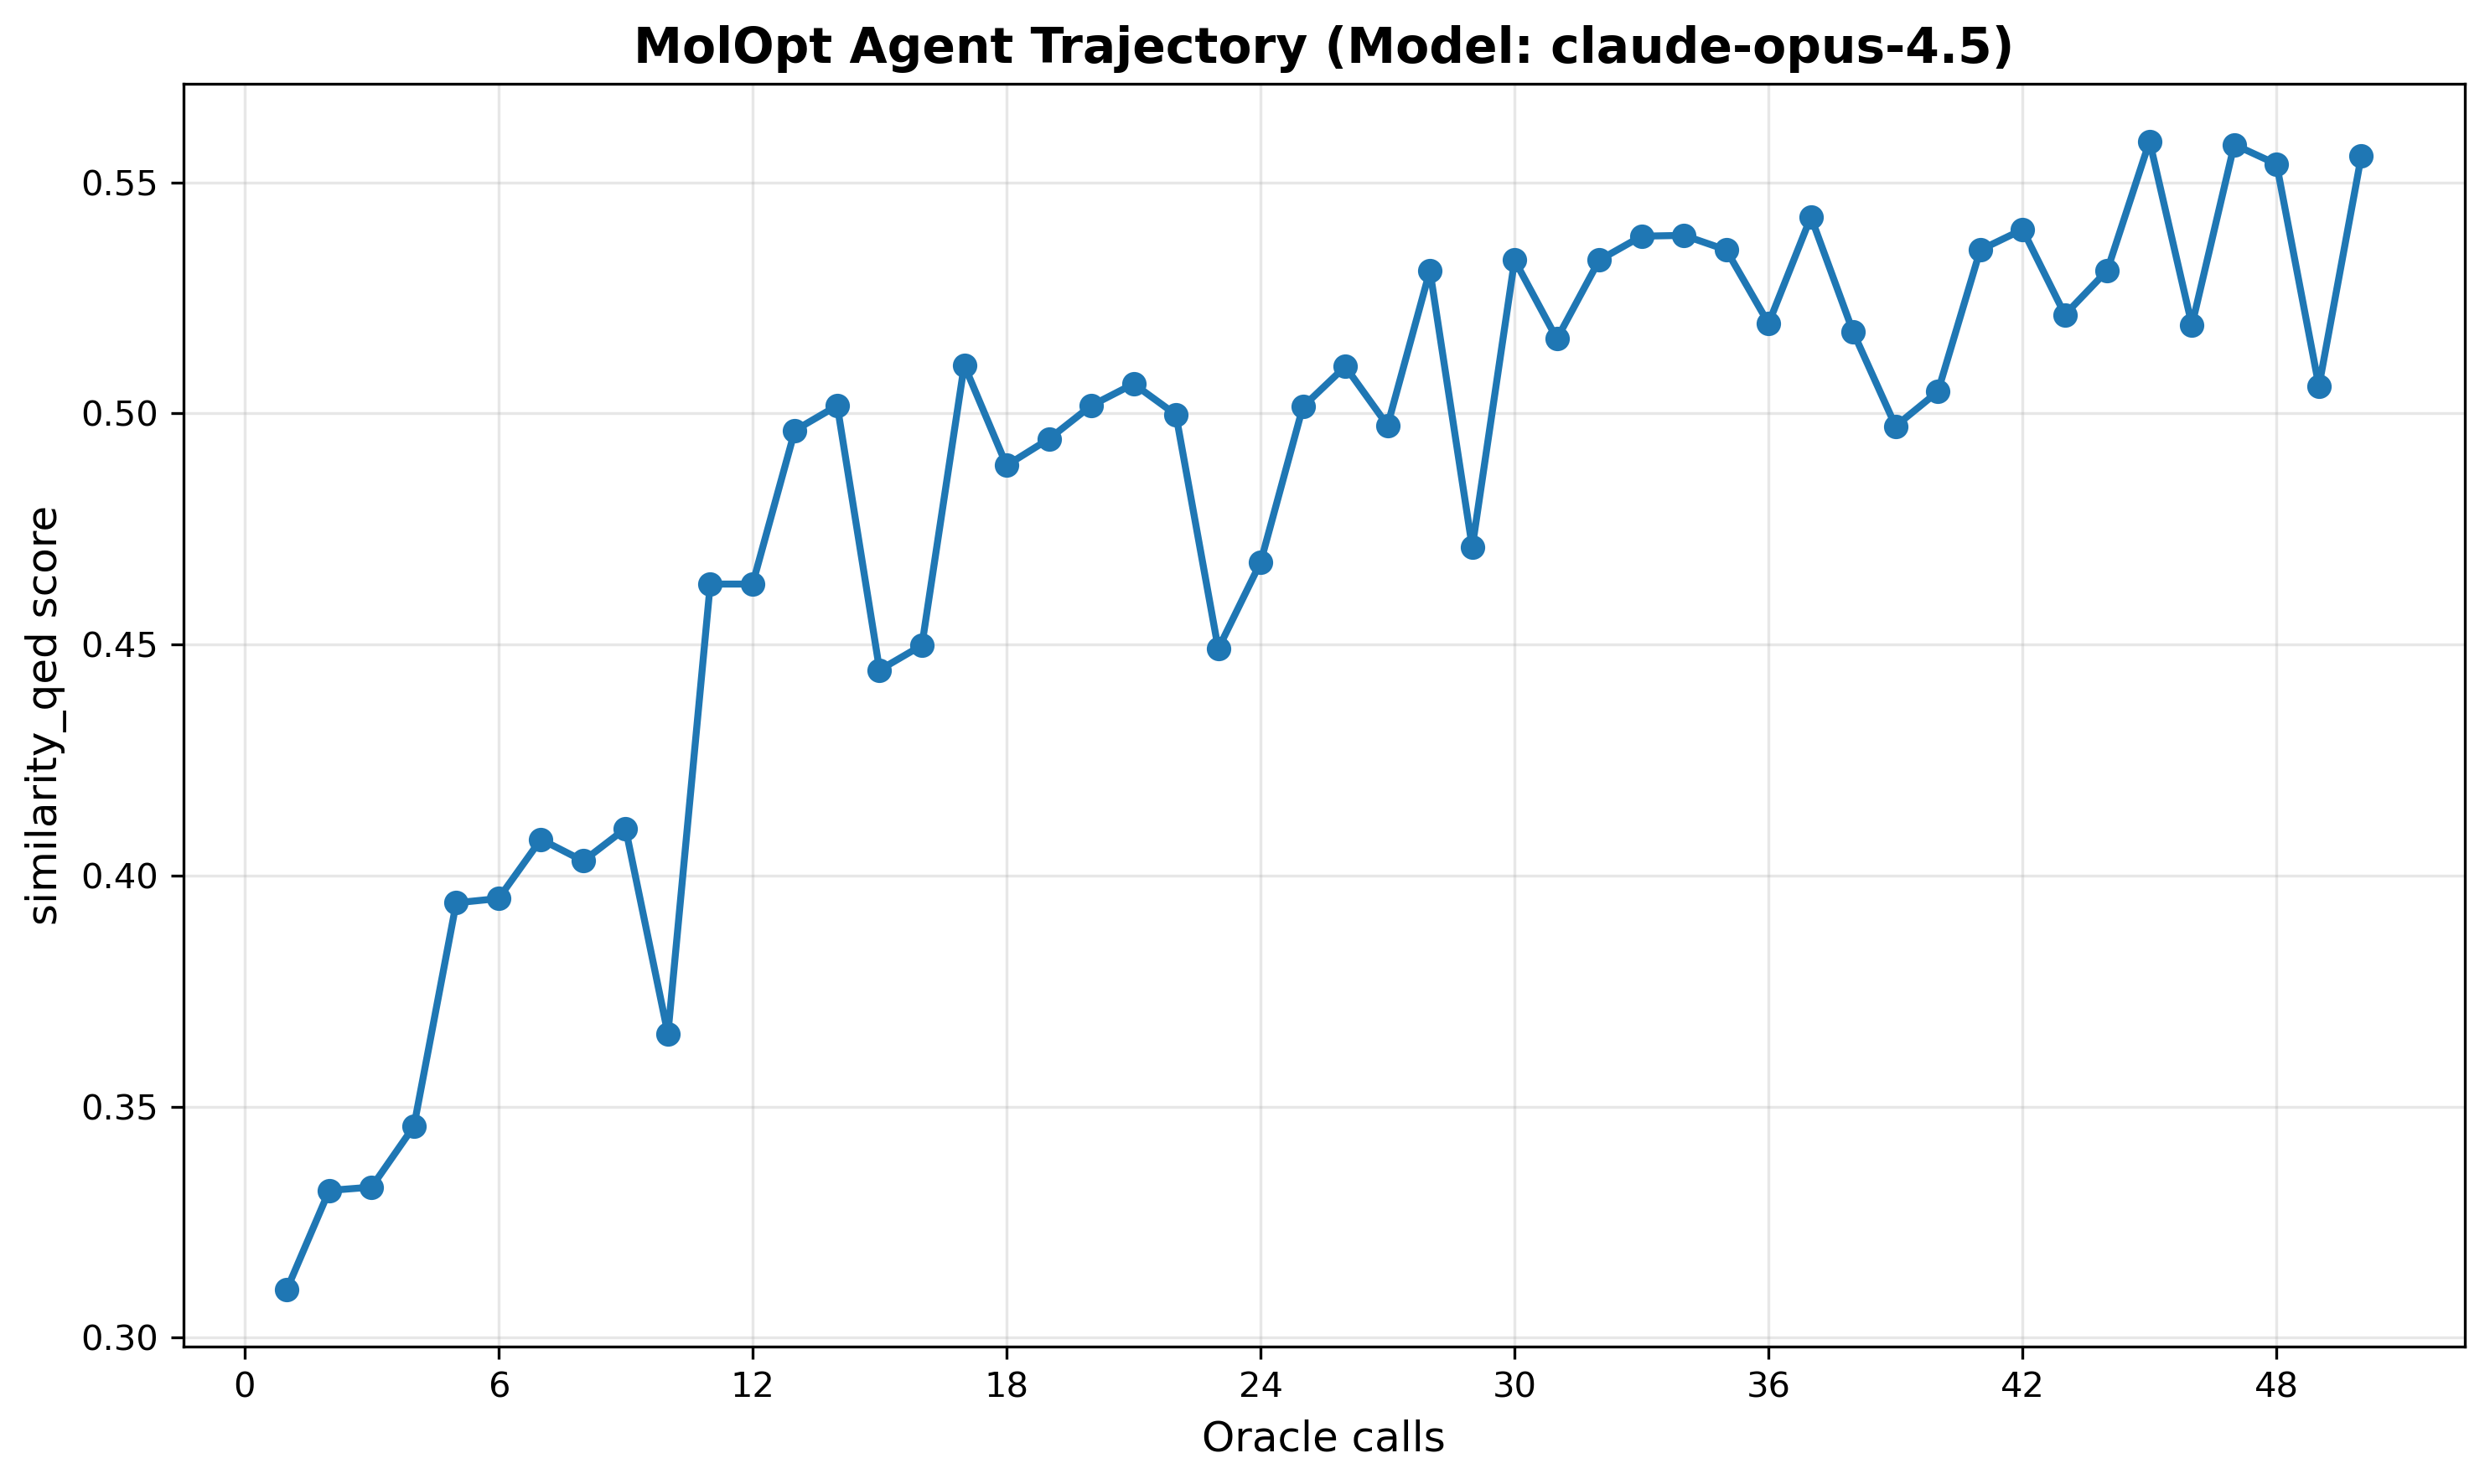 MolOpt Agent Trajectory (Model: claude-opus-4.5)
similarity_qed score
0.55
0.50
0.45
0.40
0.35
0.30
0 6 12 18 24 30 36 42 48
Oracle calls